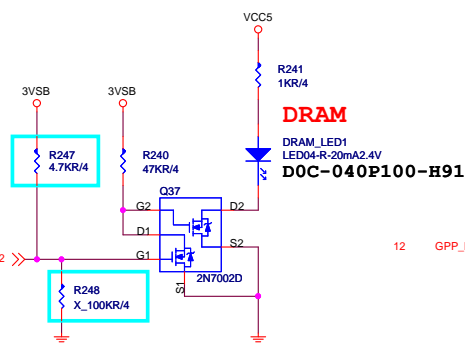 VCC5
R241
1KR/4
3VSB
3VSB
DRAM
DRAM_LED1
LED04-R-20mA2.4V
D0C-040P100-H91
R247
4.7KR/4
R240
47KR/4
Q37
G2
D2
D1
S2
G1
S1
2N7002D
2
12
R248
X_100KR/4